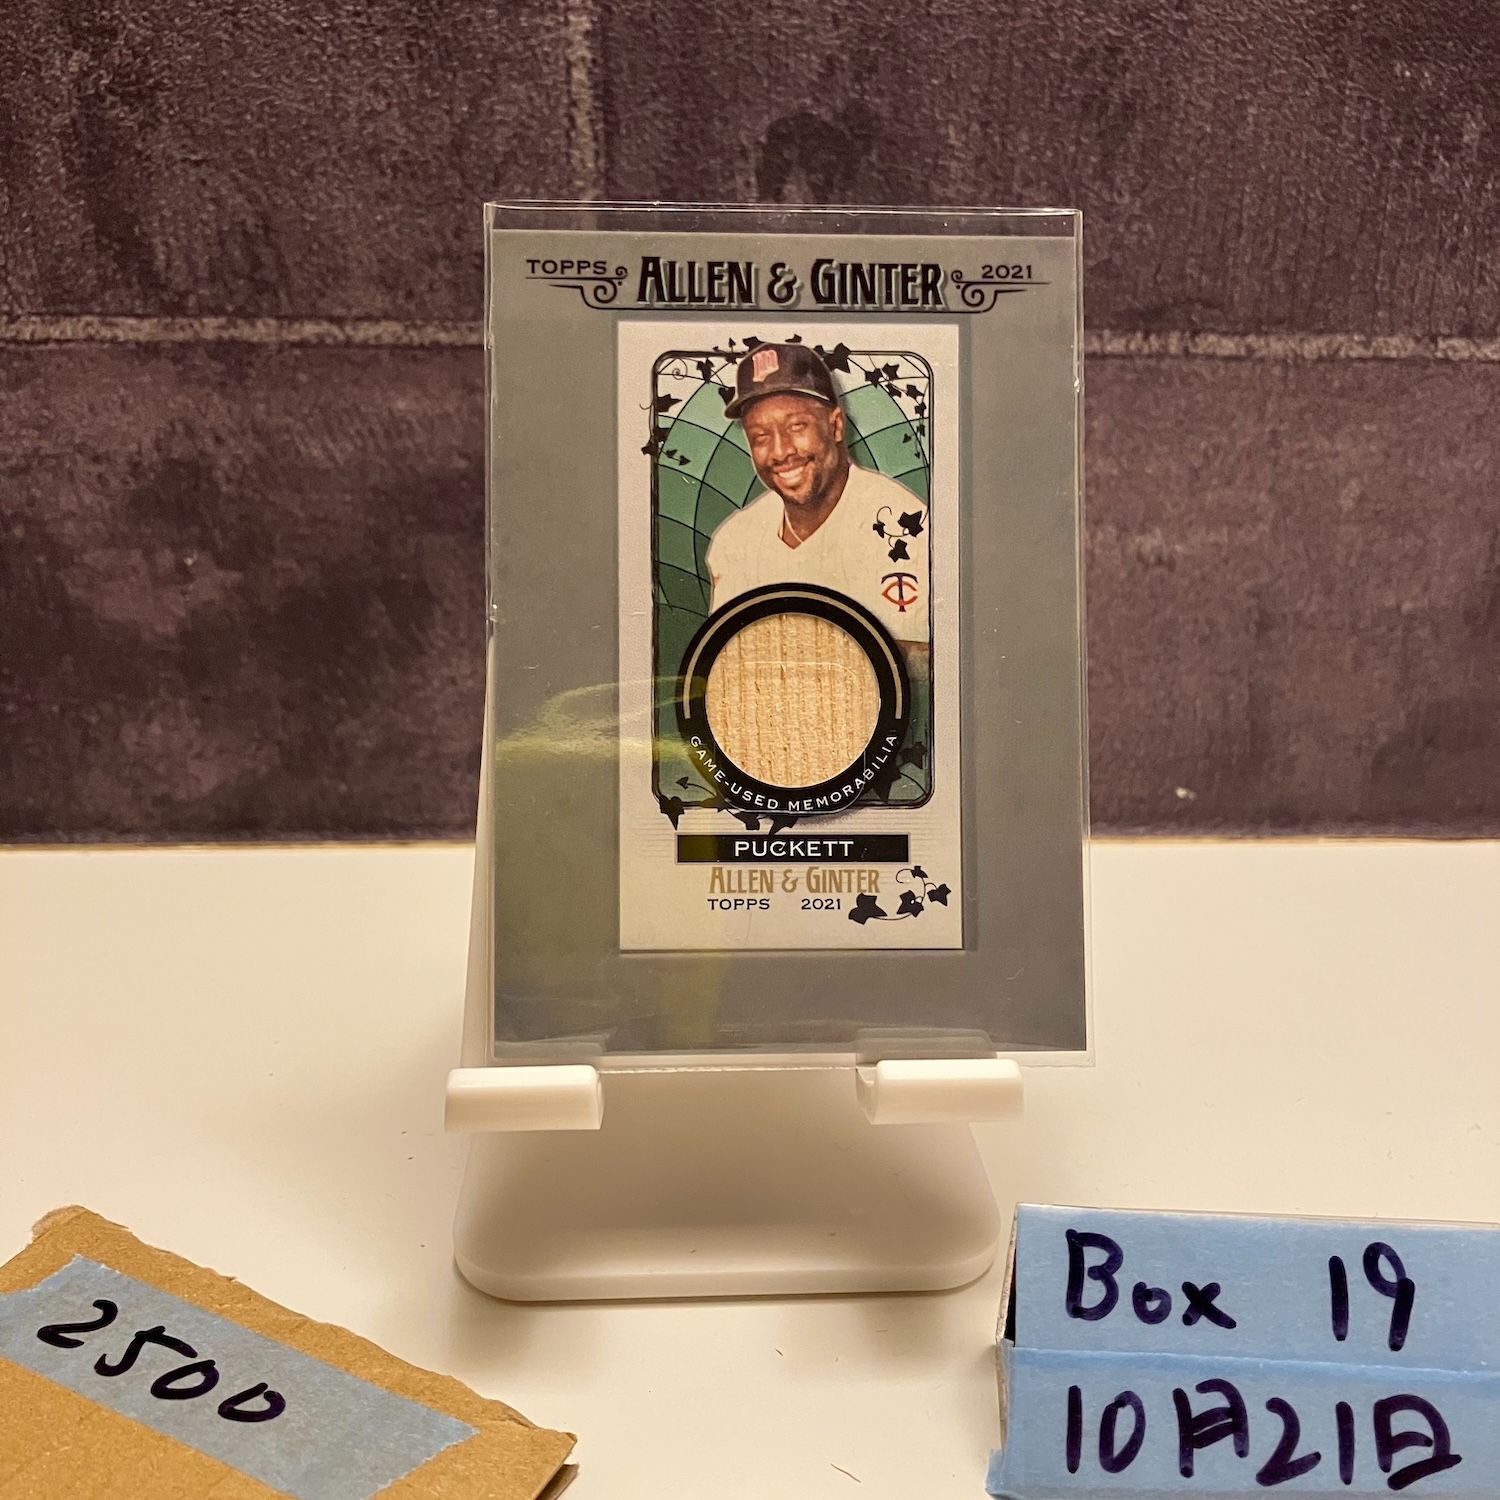 TOPPS ALLEN & GINTER 2021
M
TC
GAME-USED MEMORABILIA
PUCKETT
ALLEN & GINTER
TOPPS 2021
2500
Box 19
10月21日